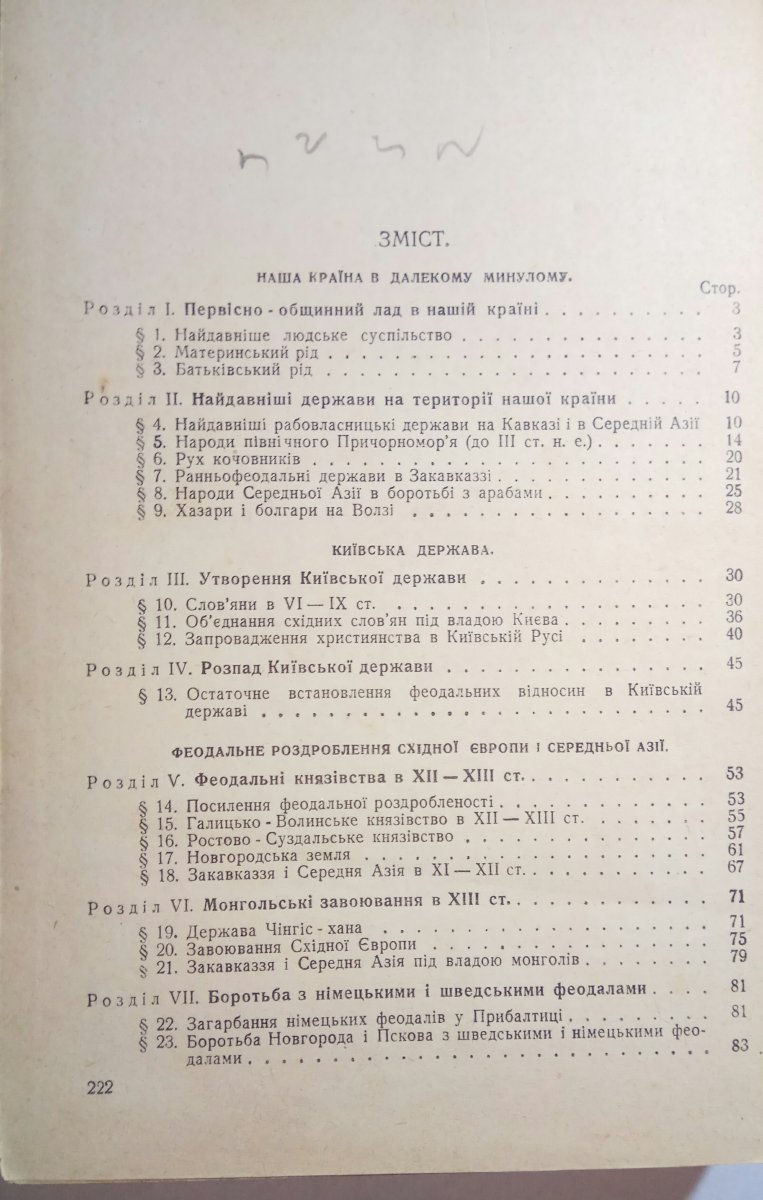 ЗМІСТ.
НАША КРАЇНА В ДАЛЕКОМУ МИНУЛОМУ.
Стор.
Розділ I. Первісно-общинний лад в нашій країні . . . . . . . . . . 3
§ 1. Найдавніше людське суспільство . . . . . . . . . . . . . . . 3
§ 2. Материнський рід . . . . . . . . . . . . . . . . . . . . . . . 5
§ 3. Батьківський рід . . . . . . . . . . . . . . . . . . . . . . . 7
Розділ II. Найдавніші держави на території нашої країни . . . . . 10
§ 4. Найдавніші рабовласницькі держави на Кавказі і в Середній Азії 10
§ 5. Народи північного Причорномор’я (до III ст. н. е.) . . . . . . . 14
§ 6. Рух кочовників . . . . . . . . . . . . . . . . . . . . . . . . 20
§ 7. Ранньофеодальні держави в Закавказзі . . . . . . . . . . . . . 21
§ 8. Народи Середньої Азії в боротьбі з арабами . . . . . . . . . . 25
§ 9. Хазари і болгари на Волзі . . . . . . . . . . . . . . . . . . 28
КИЇВСЬКА ДЕРЖАВА.
Розділ III. Утворення Київської держави . . . . . . . . . . . . . 30
§ 10. Слов’яни в VI — IX ст. . . . . . . . . . . . . . . . . . . . 30
§ 11. Об’єднання східних слов’ян під владою Києва . . . . . . . . . 36
§ 12. Запровадження християнства в Київській Русі . . . . . . . . 40
Розділ IV. Розпад Київської держави . . . . . . . . . . . . . . . 45
§ 13. Остаточне встановлення феодальних відносин в Київській
державі . . . . . . . . . . . . . . . . . . . . . . . . . . 45
ФЕОДАЛЬНЕ РОЗДРОБЛЕННЯ СХІДНОЇ ЄВРОПИ І СЕРЕДНЬОЇ АЗІЇ.
Розділ V. Феодальні князівства в XII — XIII ст. . . . . . . . . . . 53
§ 14. Посилення феодальної роздробленості . . . . . . . . . . . . . 53
§ 15. Галицько-Волинське князівство в XII — XIII ст. . . . . . . . 55
§ 16. Ростово-Суздальське князівство . . . . . . . . . . . . . . . 57
§ 17. Новгородська земля . . . . . . . . . . . . . . . . . . . . . 61
§ 18. Закавказзя і Середня Азія в XI — XII ст. . . . . . . . . . . . 67
Розділ VI. Монгольські завоювання в XIII ст. . . . . . . . . . . . 71
§ 19. Держава Чінгіс-хана . . . . . . . . . . . . . . . . . . . . 71
§ 20. Завоювання Східної Європи . . . . . . . . . . . . . . . . . 75
§ 21. Закавказзя і Середня Азія під владою монголів . . . . . . . . 79
Розділ VII. Боротьба з німецькими і шведськими феодалами . . . . 81
§ 22. Загарбання німецьких феодалів у Прибалтиці . . . . . . . . . 81
§ 23. Боротьба Новгорода і Пскова з шведськими і німецькими фео-
далами . . . . . . . . . . . . . . . . . . . . . . . . . . . 83
222